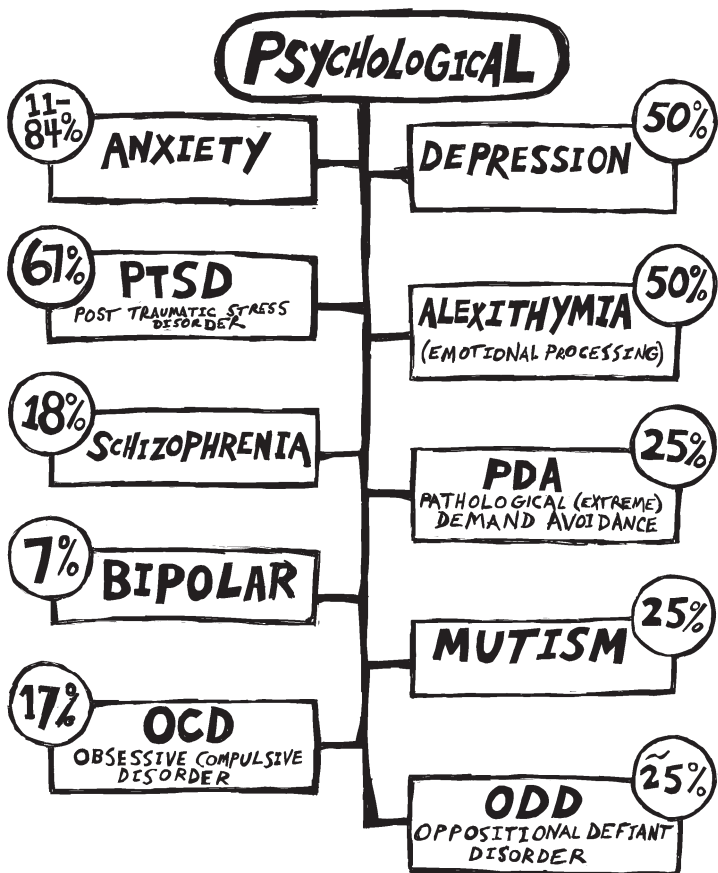 PSYCHOLOGICAL
11-
84%
ANXIETY
50%
DEPRESSION
67%
PTSD
POST TRAUMATIC STRESS
DISORDER
50%
ALEXITHYMIA
(EMOTIONAL PROCESSING)
18%
SCHIZOPHRENIA
25%
PDA
PATHOLOGICAL (EXTREME)
DEMAND AVOIDANCE
7%
BIPOLAR
25%
MUTISM
17%
OCD
OBSESSIVE COMPULSIVE
DISORDER
~25%
ODD
OPPOSITIONAL DEFIANT
DISORDER